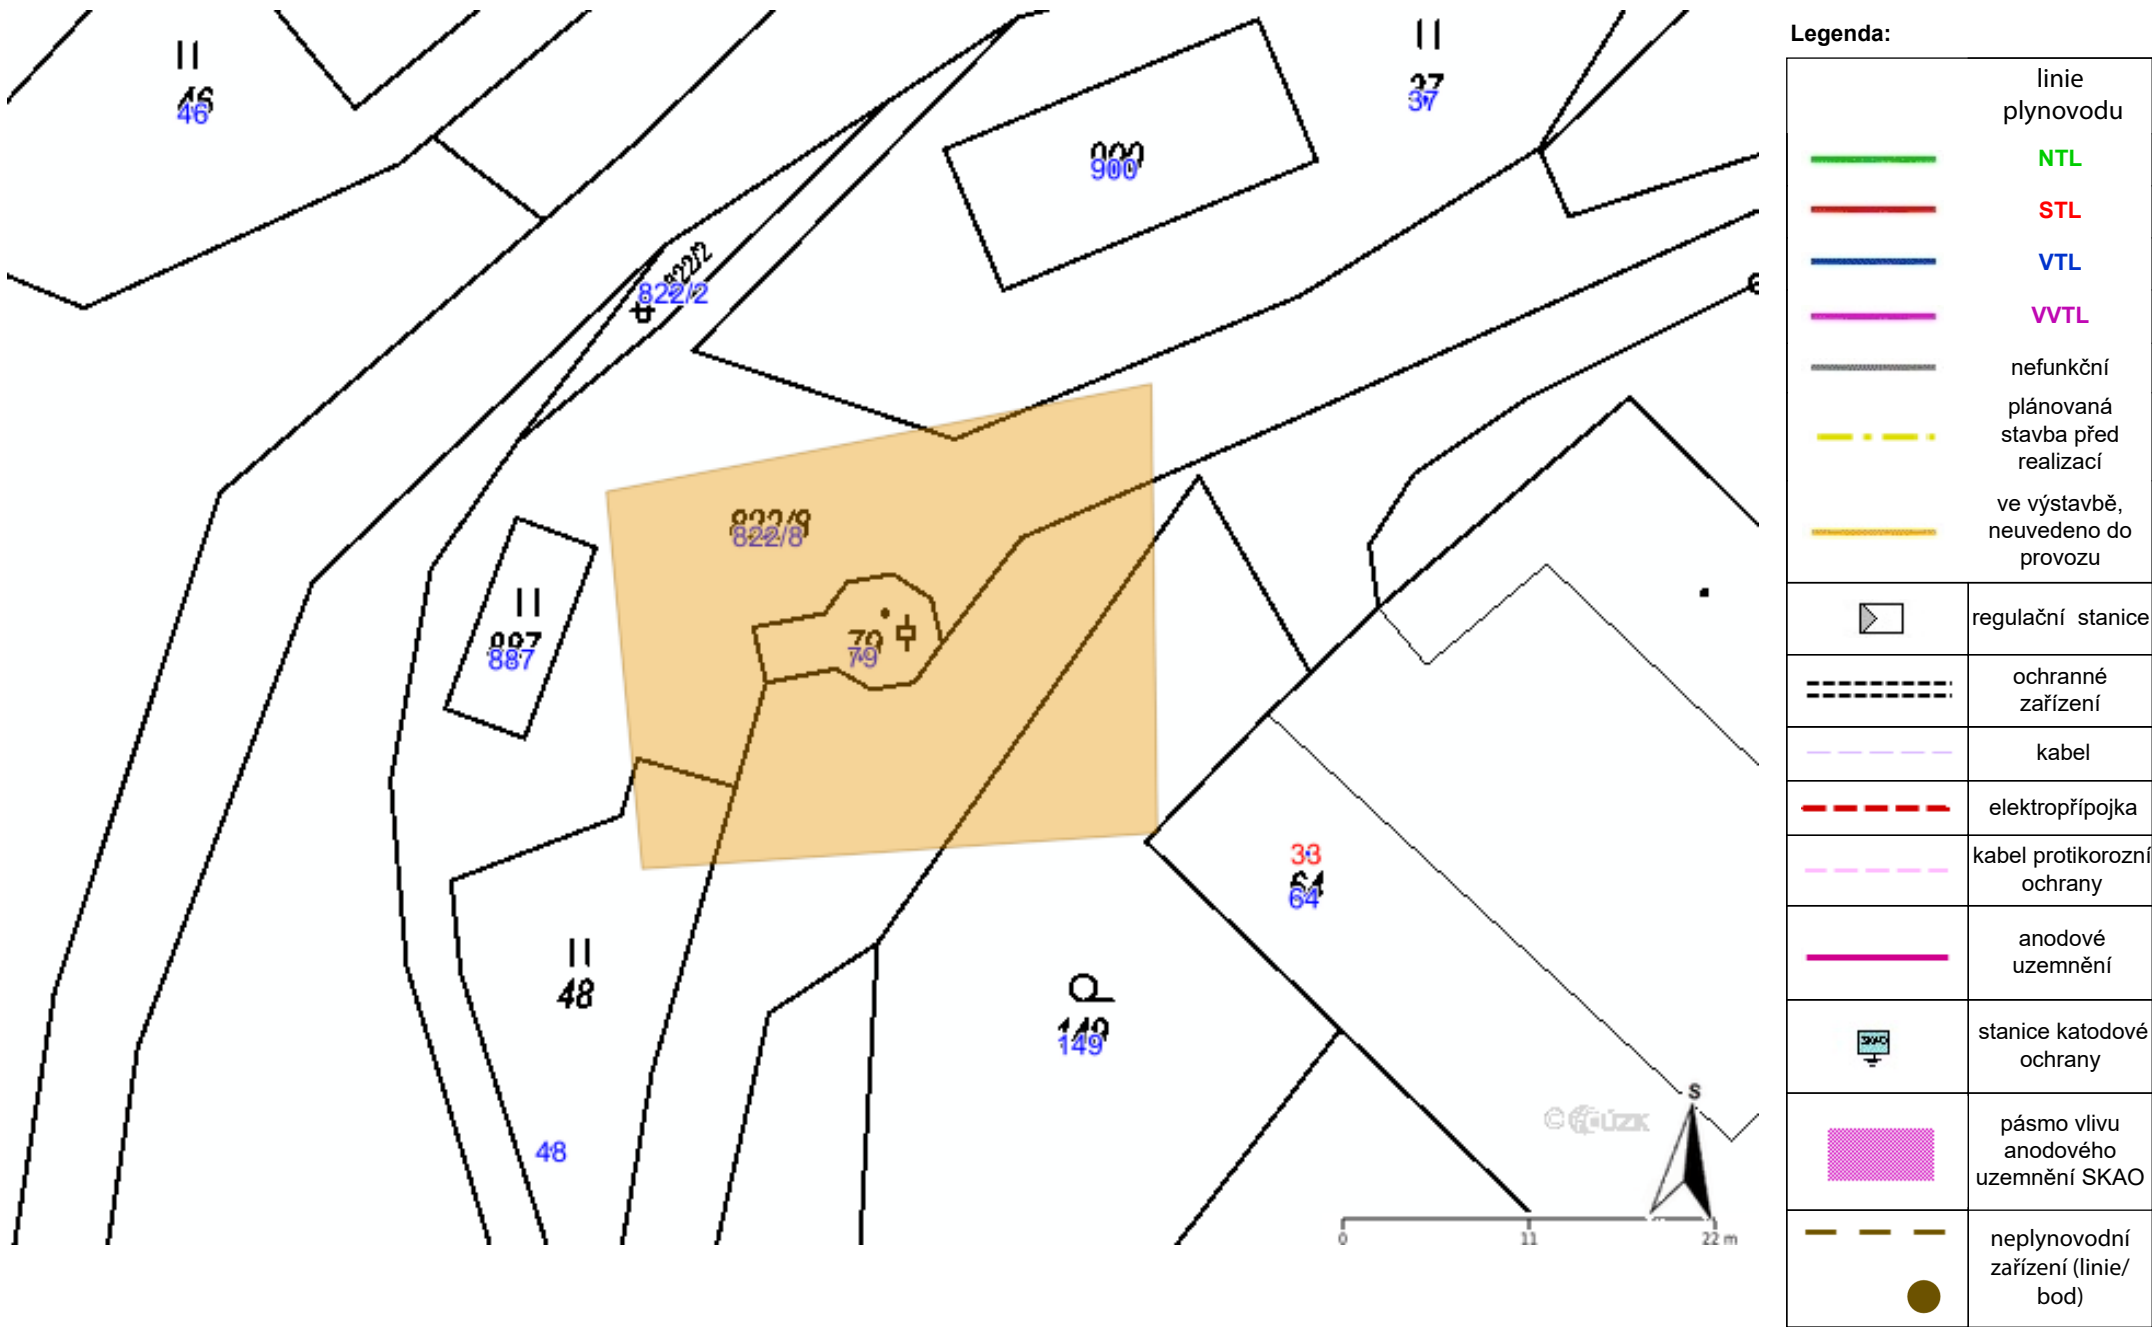 46
46
37
37
900
900
822/2
822/2
822/8
79
79
887
887
33
64
64
48
149
149
48
S
0 11 22 m
Legenda:
linie
plynovodu
NTL
STL
VTL
VVTL
nefunkční
plánovaná
stavba před
realizací
ve výstavbě,
neuvedeno do
provozu
regulační stanice
ochranné
zařízení
kabel
elektropřípojka
kabel protikorozní
ochrany
anodové
uzemnění
SKAO
stanice katodové
ochrany
pásmo vlivu
anodového
uzemnění SKAO
neplynovodní
zařízení (linie/
bod)